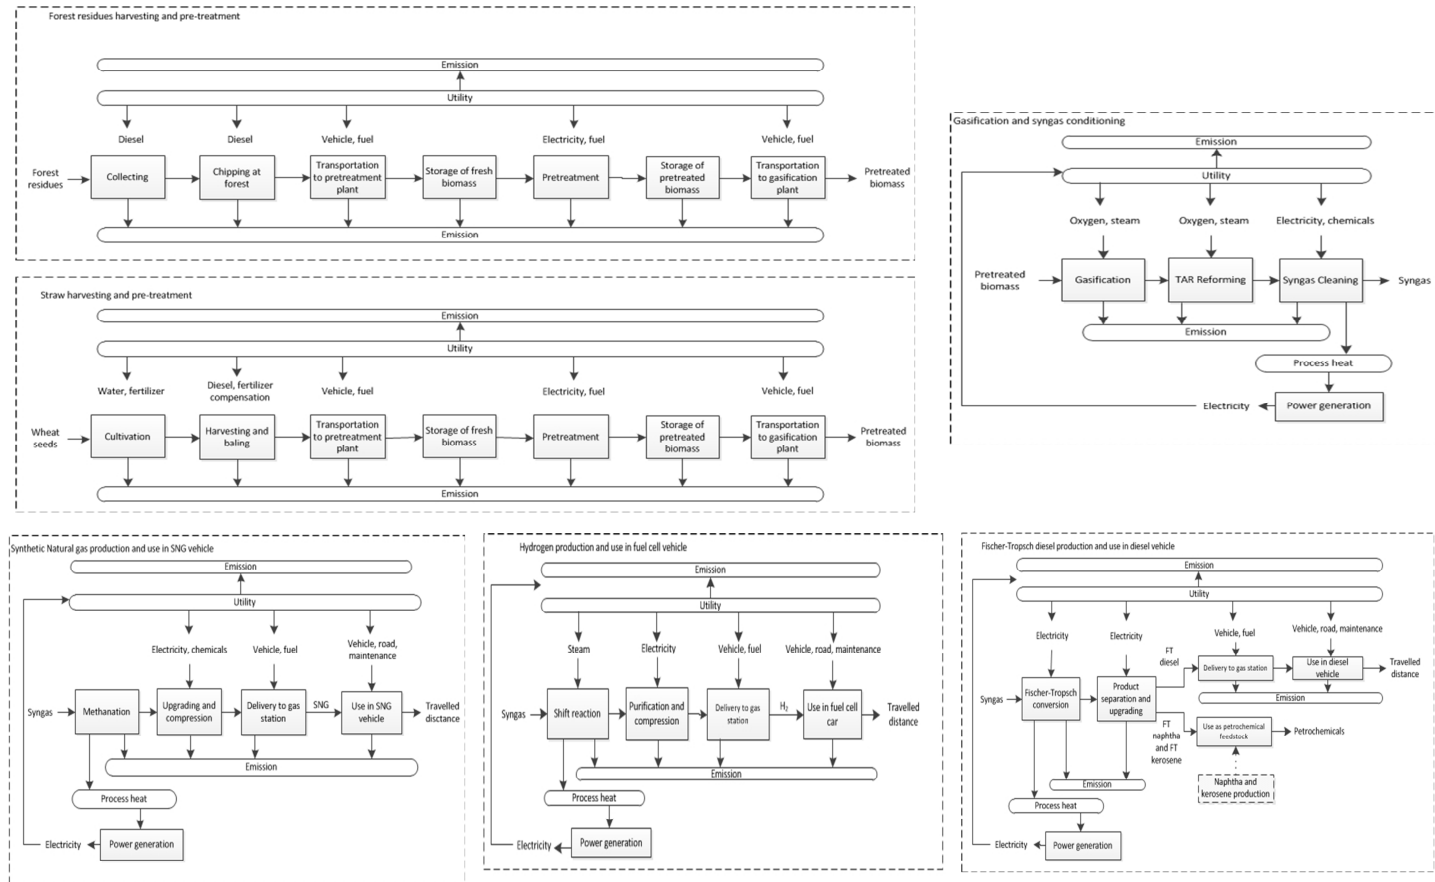 Forest residues harvesting and pre-treatment
Emission
Utility
Diesel
Diesel
Vehicle, fuel
Electricity, fuel
Vehicle, fuel
Forest
residues
Collecting
Chipping at
forest
Transportation
to pretreatment
plant
Storage of fresh
biomass
Pretreatment
Storage of
pretreated
biomass
Transportation
to gasification
plant
Pretreated
biomass
Emission
Straw harvesting and pre-treatment
Emission
Utility
Water, fertilizer
Diesel, fertilizer
compensation
Vehicle, fuel
Electricity, fuel
Vehicle, fuel
Wheat
seeds
Cultivation
Harvesting and
baling
Transportation
to pretreatment
plant
Storage of fresh
biomass
Pretreatment
Storage of
pretreated
biomass
Transportation
to gasification
plant
Pretreated
biomass
Emission
Gasification and syngas conditioning
Emission
Utility
Oxygen, steam
Oxygen, steam
Electricity, chemicals
Pretreated
biomass
Gasification
TAR Reforming
Syngas Cleaning
Syngas
Emission
Process heat
Electricity
Power generation
Synthetic Natural gas production and use in SNG vehicle
Emission
Utility
Electricity, chemicals
Vehicle, fuel
Vehicle, road,
maintenance
Syngas
Methanation
Upgrading and
compression
Delivery to gas
station
SNG
Use in SNG
vehicle
Travelled
disctance
Emission
Process heat
Electricity
Power generation
Hydrogen production and use in fuel cell vehicle
Emission
Utility
Steam
Electricity
Vehicle, fuel
Vehicle, road, maintenance
Syngas
Shift reaction
Purification and
compression
Delivery to gas
station
H2
Use in fuel cell
car
Travelled
distance
Emission
Process heat
Electricity
Power generation
Fischer-Tropsch diesel production and use in diesel vehicle
Emission
Utility
Electricity
Electricity
Vehicle, fuel
Vehicle, road, maintenance
FT
diesel
Delivery to gas station
Use in diesel
vehicle
Travelled
distance
Emission
Syngas
Fischer-Tropsch
conversion
Product
separation and
upgrading
FT
naphtha
and FT
kerosene
Use as petrochemical
feedstock
Petrochemicals
Naphtha and
kerosene production
Emission
Process heat
Electricity
Power generation